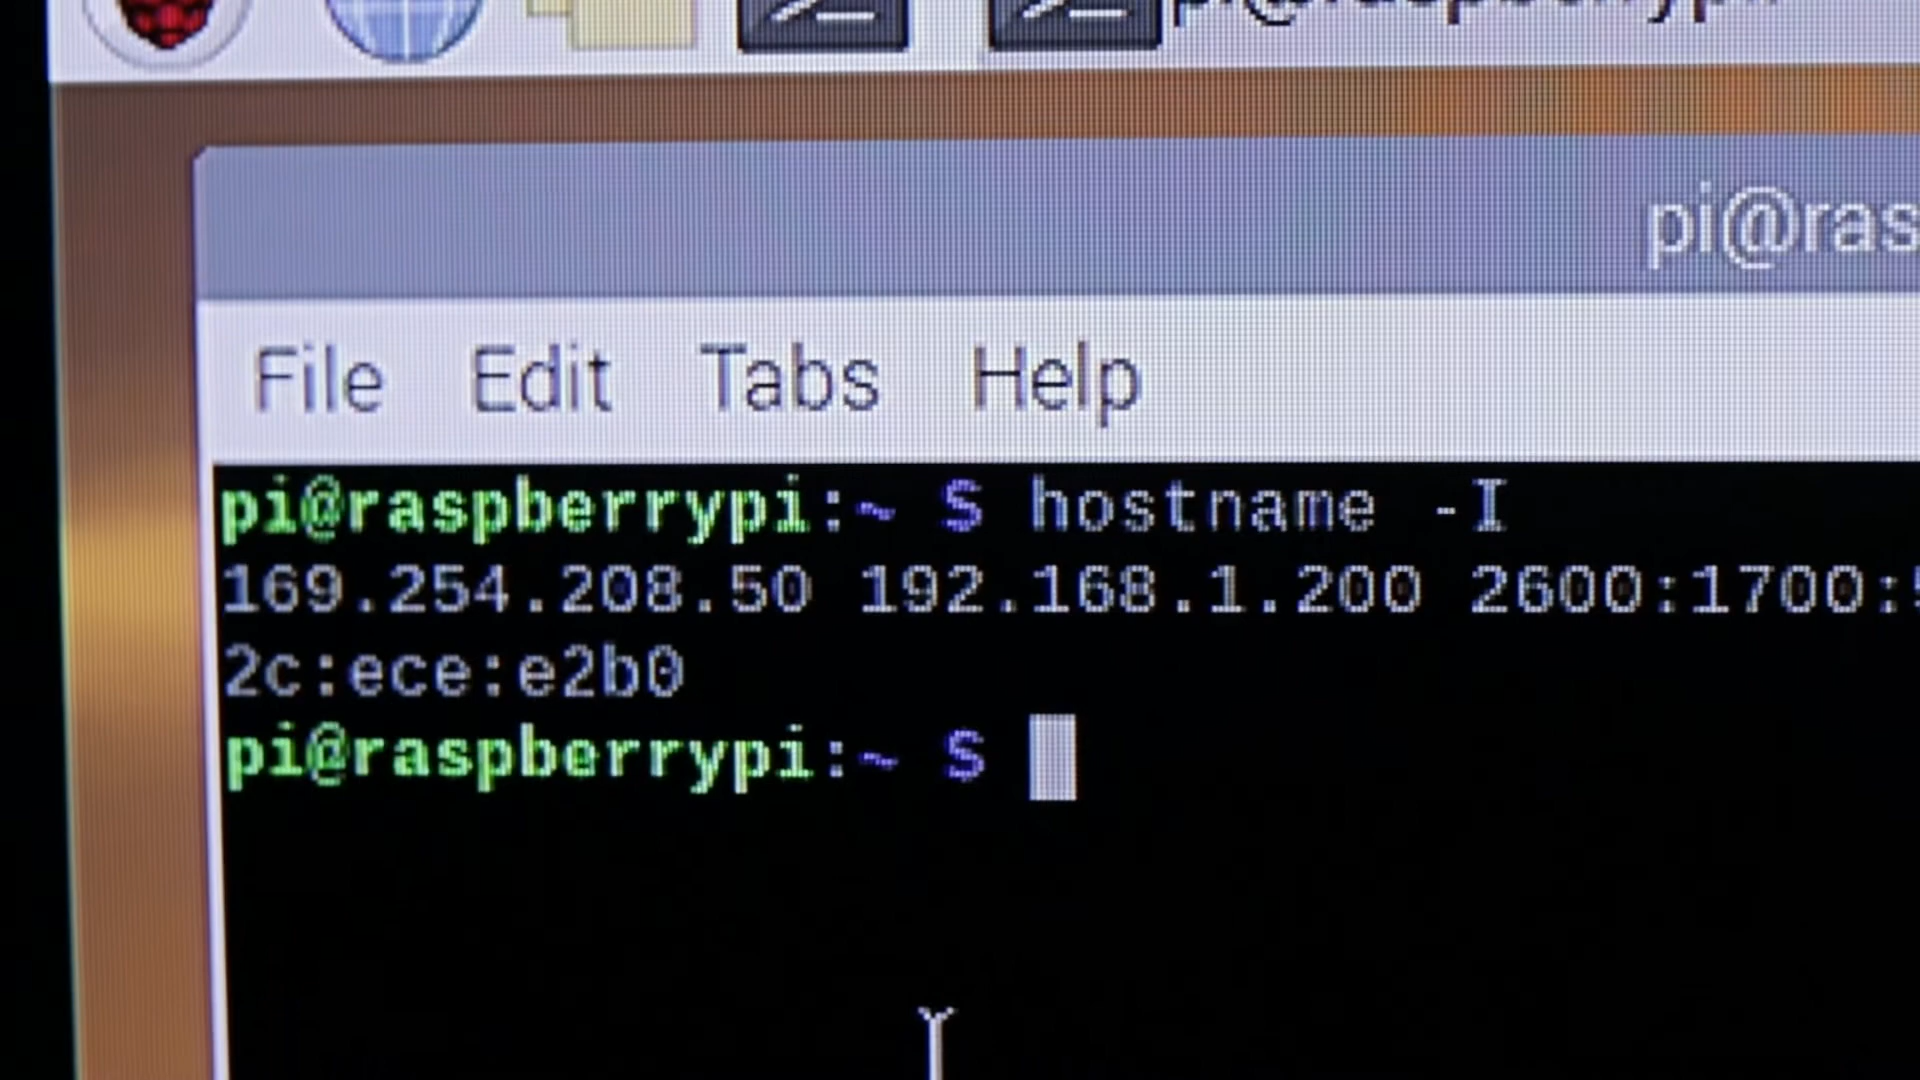 pi@ras
File Edit Tabs Help
pi@raspberrypi:~ $ hostname -I
169.254.208.50 192.168.1.200 2600:1700:5
2c:ece:e2b0
pi@raspberrypi:~ $